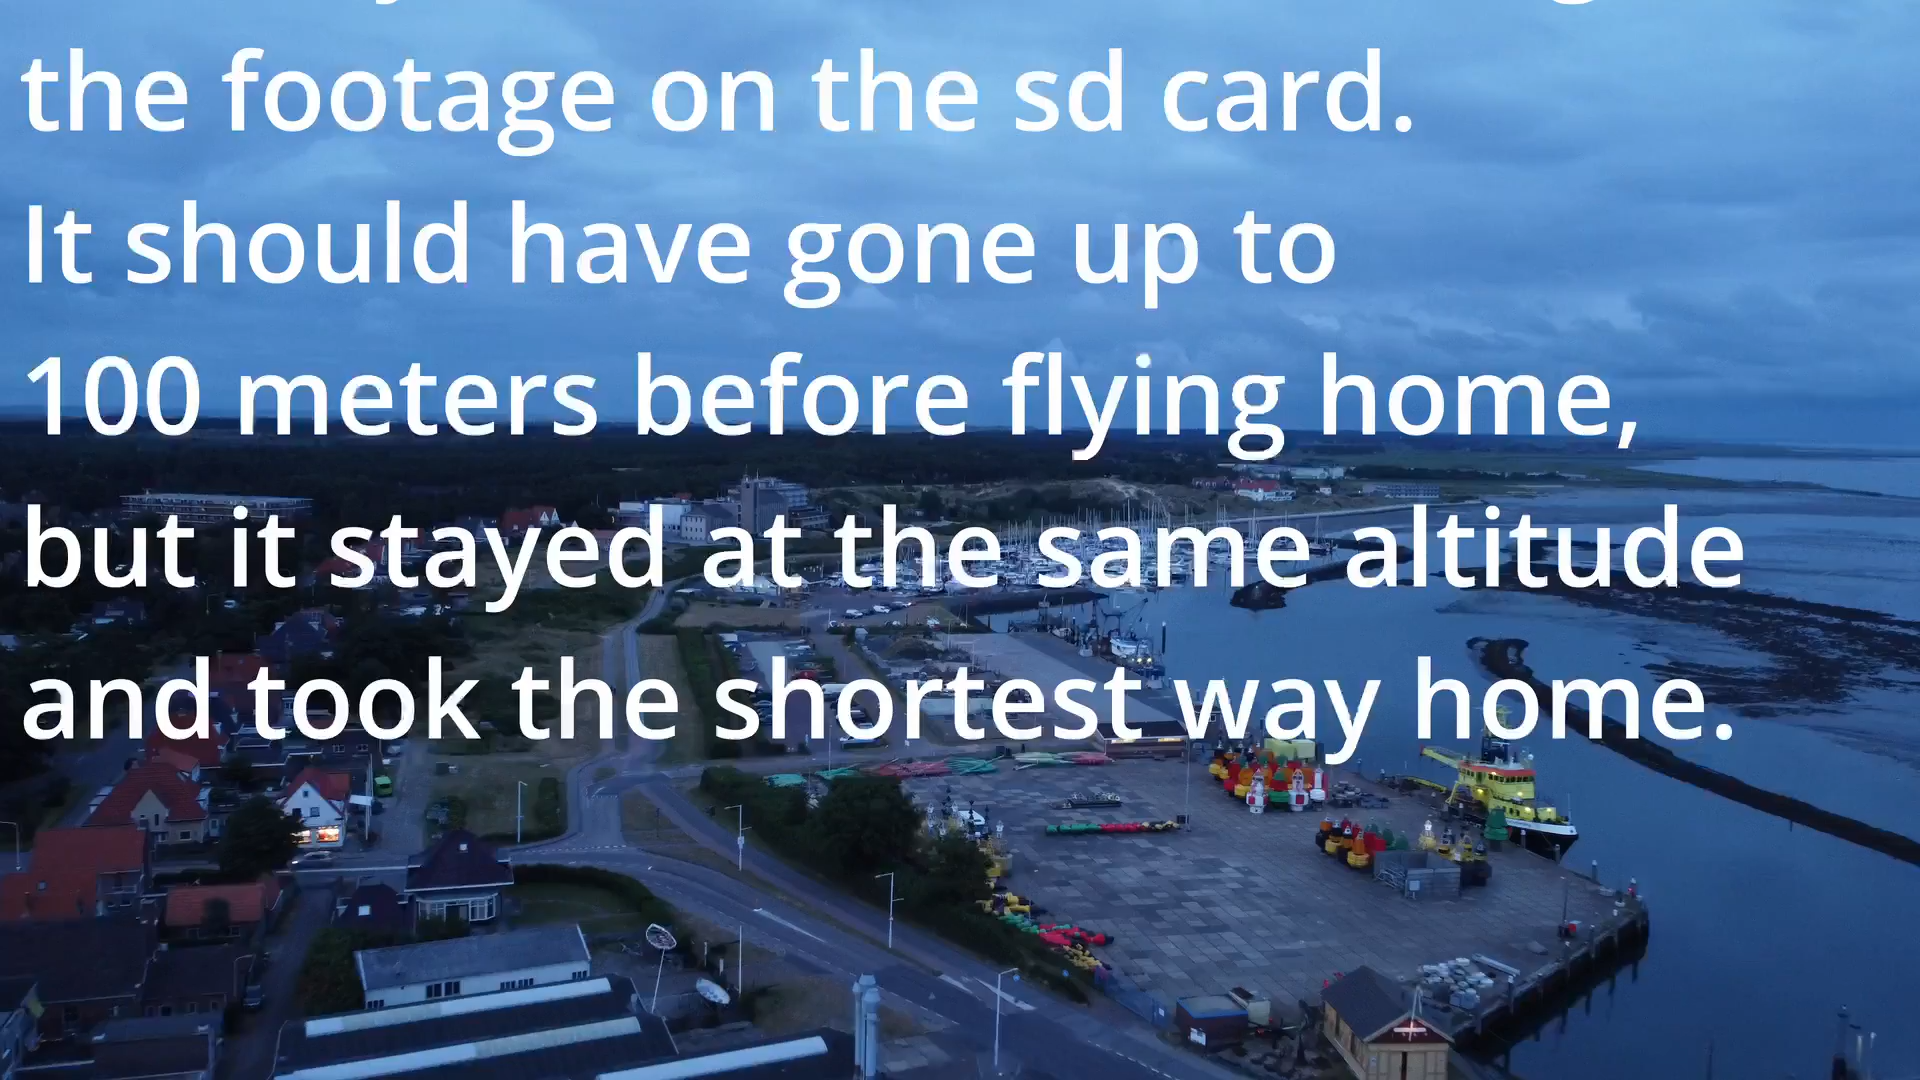 the footage on the sd card.
It should have gone up to
100 meters before flying home,
but it stayed at the same altitude
and took the shortest way home.